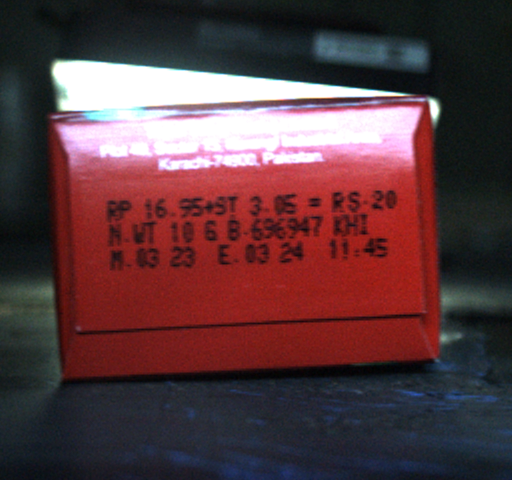 Karachi-74900, Pakistan.
RP 16.95+ST 3.05 = RS.20
N.WT 10 G B.696947 KHI
M.03 23 E.03 24 11:45